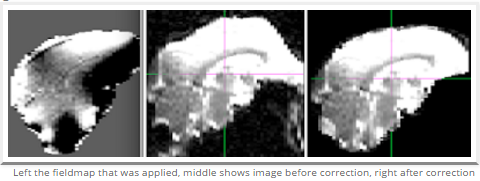 Left the fieldmap that was applied, middle shows image before correction, right after correction